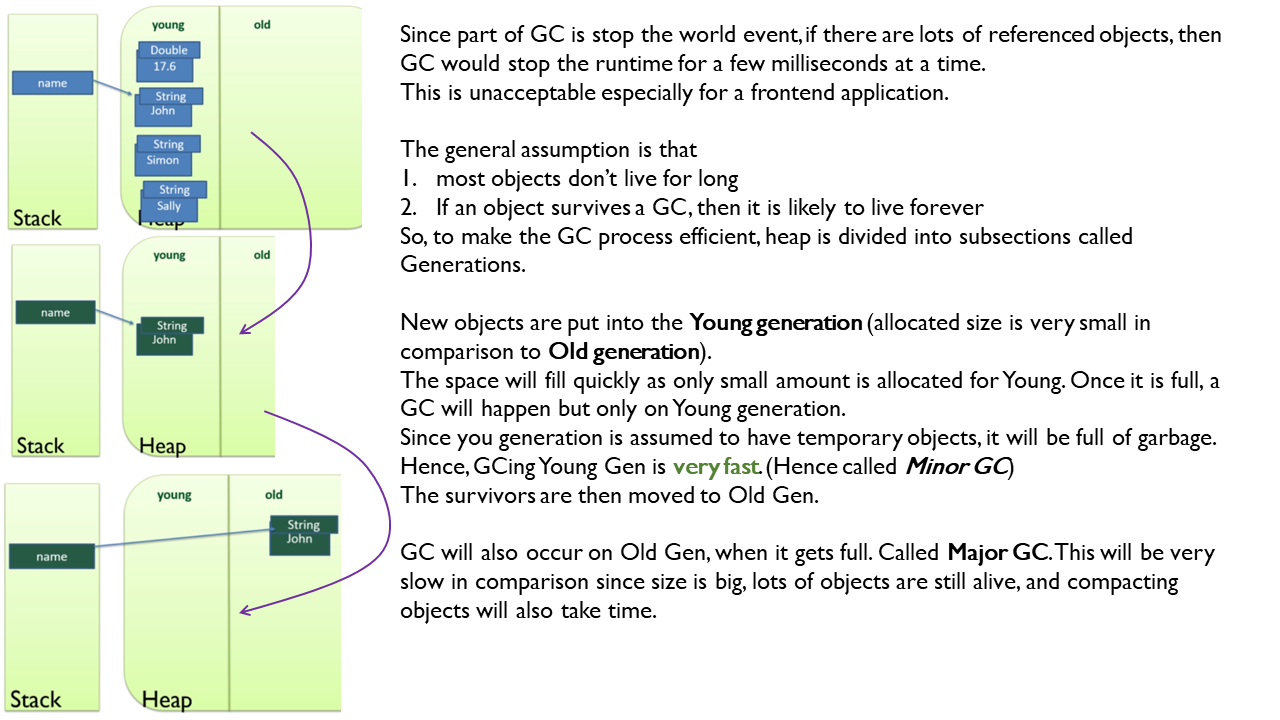 young old
Double
17.6
name
String
John
String
Simon
String
Sally
Stack Heap
young old
name
String
John
Stack Heap
young old
String
John
name
Stack Heap
Since part of GC is stop the world event, if there are lots of referenced objects, then
GC would stop the runtime for a few milliseconds at a time.
This is unacceptable especially for a frontend application.
The general assumption is that
1. most objects don't live for long
2. If an object survives a GC, then it is likely to live forever
So, to make the GC process efficient, heap is divided into subsections called
Generations.
New objects are put into the Young generation (allocated size is very small in
comparison to Old generation).
The space will fill quickly as only small amount is allocated for Young. Once it is full, a
GC will happen but only on Young generation.
Since you generation is assumed to have temporary objects, it will be full of garbage.
Hence, GCing Young Gen is very fast. (Hence called Minor GC)
The survivors are then moved to Old Gen.
GC will also occur on Old Gen, when it gets full. Called Major GC. This will be very
slow in comparison since size is big, lots of objects are still alive, and compacting
objects will also take time.